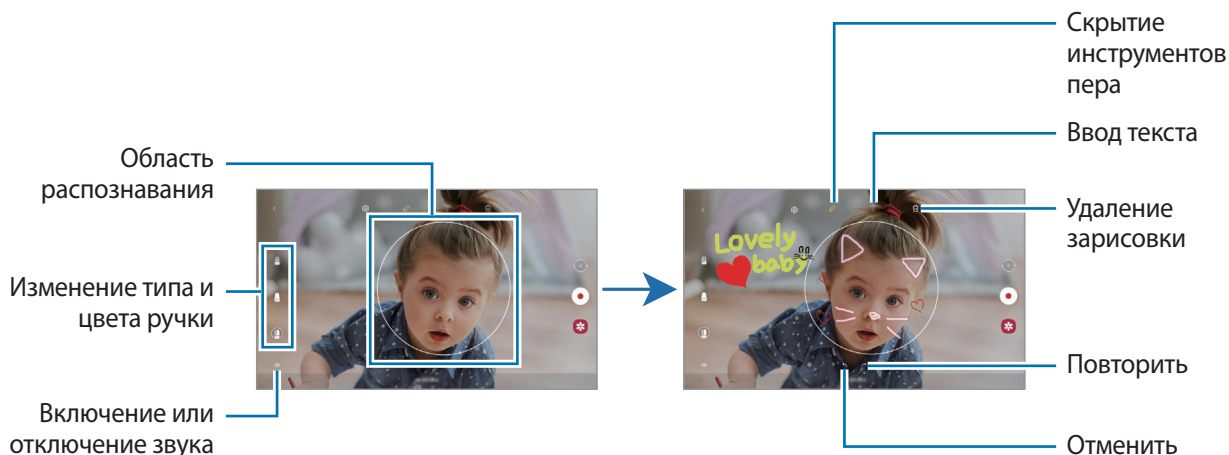 Скрытие
инструментов
пера
Ввод текста
Область
распознавания
Удаление
зарисовки
Lovely
baby
Изменение типа и
цвета ручки
Повторить
Включение или
отключение звука
Отменить